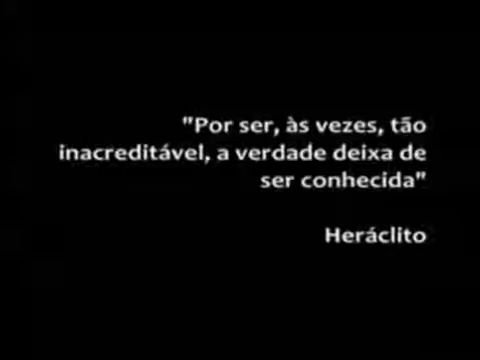 "Por ser, às vezes, tão
inacreditável, a verdade deixa de
ser conhecida"
Heráclito